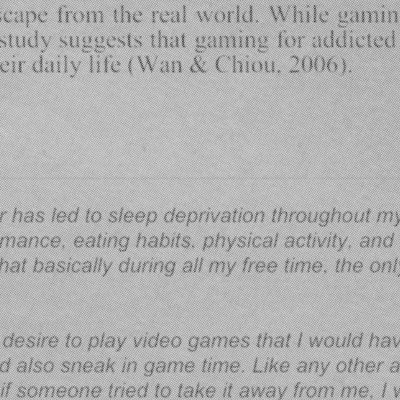 scape from the real world. While gamin
study suggests that gaming for addicted
eir daily life (Wan & Chiou, 2006).
r has led to sleep deprivation throughout my
mance, eating habits, physical activity, and
hat basically during all my free time, the only
desire to play video games that I would hav
d also sneak in game time. Like any other a
if someone tried to take it away from me, I w